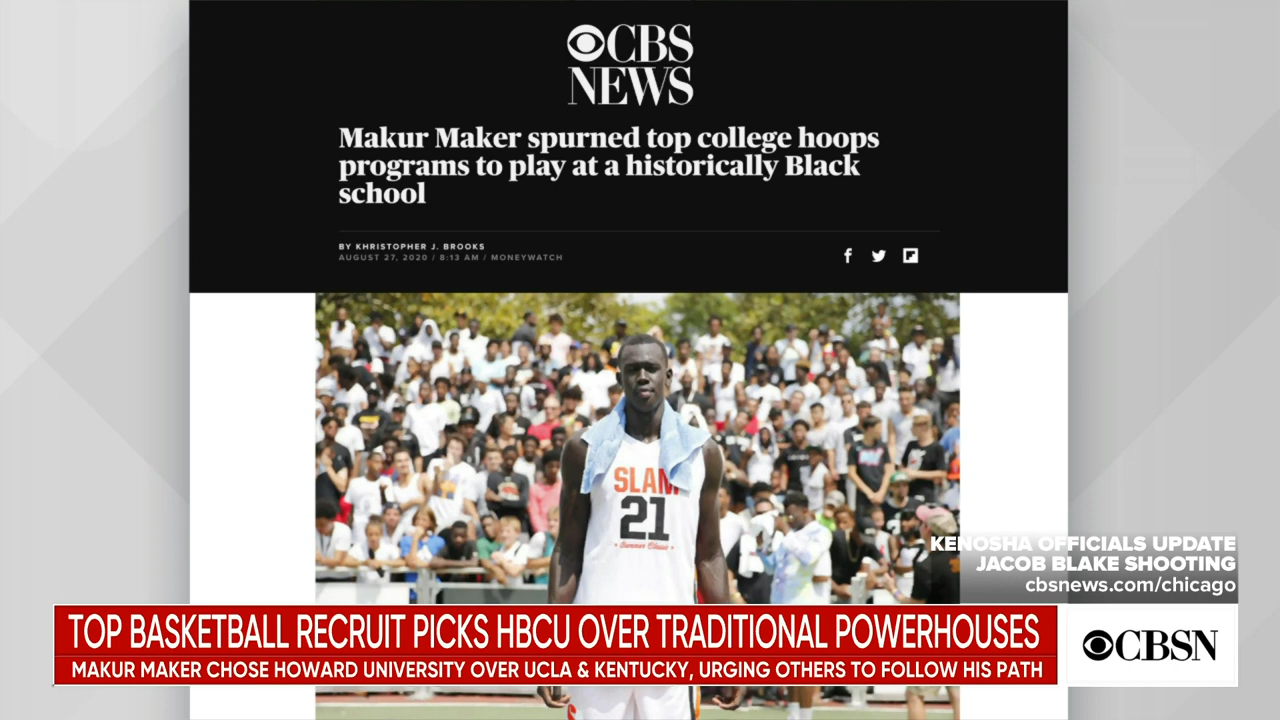 CBS
NEWS
Makur Maker spurned top college hoops
programs to play at a historically Black
school
BY KHRISTOPHER J. BROOKS
AUGUST 27, 2020 / 8:13 AM / MONEYWATCH
SLAM
21
Summer Classic
KENOSHA OFFICIALS UPDATE
JACOB BLAKE SHOOTING
cbsnews.com/chicago
TOP BASKETBALL RECRUIT PICKS HBCU OVER TRADITIONAL POWERHOUSES
MAKUR MAKER CHOSE HOWARD UNIVERSITY OVER UCLA & KENTUCKY, URGING OTHERS TO FOLLOW HIS PATH
CBSN